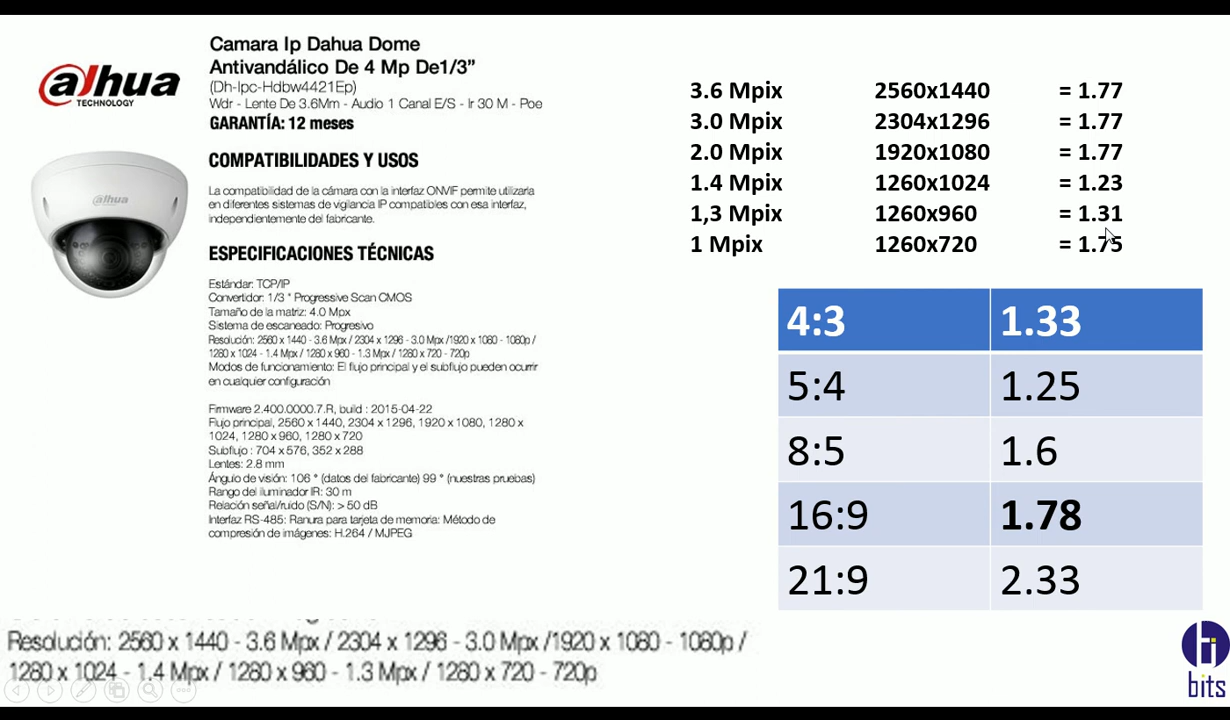 alhua
TECHNOLOGY
Camara Ip Dahua Dome
Antivandálico De 4 Mp De1/3”
(Dh-Ipc-Hdbw4421Ep)
Wdr - Lente De 3.6Mm - Audio 1 Canal E/S - Ir 30 M - Poe
GARANTÍA: 12 meses
COMPATIBILIDADES Y USOS
La compatibilidad de la cámara con la interfaz ONVIF permite utilizarla
en diferentes sistemas de vigilancia IP compatibles con esa interfaz,
independientemente del fabricante.
ESPECIFICACIONES TÉCNICAS
Estándar: TCP/IP
Convertidor: 1/3 " Progressive Scan CMOS
Tamaño de la matriz: 4.0 Mpx
Sistema de escaneado: Progresivo
Resolución: 2560 x 1440 - 3.6 Mpx / 2304 x 1296 - 3.0 Mpx /1920 x 1080 - 1080p /
1280 x 1024 - 1.4 Mpx / 1280 x 960 - 1.3 Mpx / 1280 x 720 - 720p
Modos de funcionamiento: El flujo principal y el subflujo pueden ocurrir
en cualquier configuración
Firmware 2.400.0000.7.R, build : 2015-04-22
Flujo principal, 2560 x 1440, 2304 x 1296, 1920 x 1080, 1280 x
1024, 1280 x 960, 1280 x 720
Subflujo : 704 x 576, 352 x 288
Lentes: 2.8 mm
Ángulo de visión: 106 ° (datos del fabricante) 99 ° (nuestras pruebas)
Rango del iluminador IR: 30 m
Relación señal/ruido (S/N): > 50 dB
Interfaz RS-485: Ranura para tarjeta de memoria: Método de
compresión de imágenes: H.264 / MJPEG
alhua
3.6 Mpix 2560x1440 = 1.77
3.0 Mpix 2304x1296 = 1.77
2.0 Mpix 1920x1080 = 1.77
1.4 Mpix 1260x1024 = 1.23
1,3 Mpix 1260x960 = 1.31
1 Mpix 1260x720 = 1.75
4:3 1.33
5:4 1.25
8:5 1.6
16:9 1.78
21:9 2.33
Resolución: 2560 x 1440 - 3.6 Mpx / 2304 x 1296 - 3.0 Mpx /1920 x 1080 - 1080p /
1280 x 1024 - 1.4 Mpx / 1280 x 960 - 1.3 Mpx / 1280 x 720 - 720p
bits